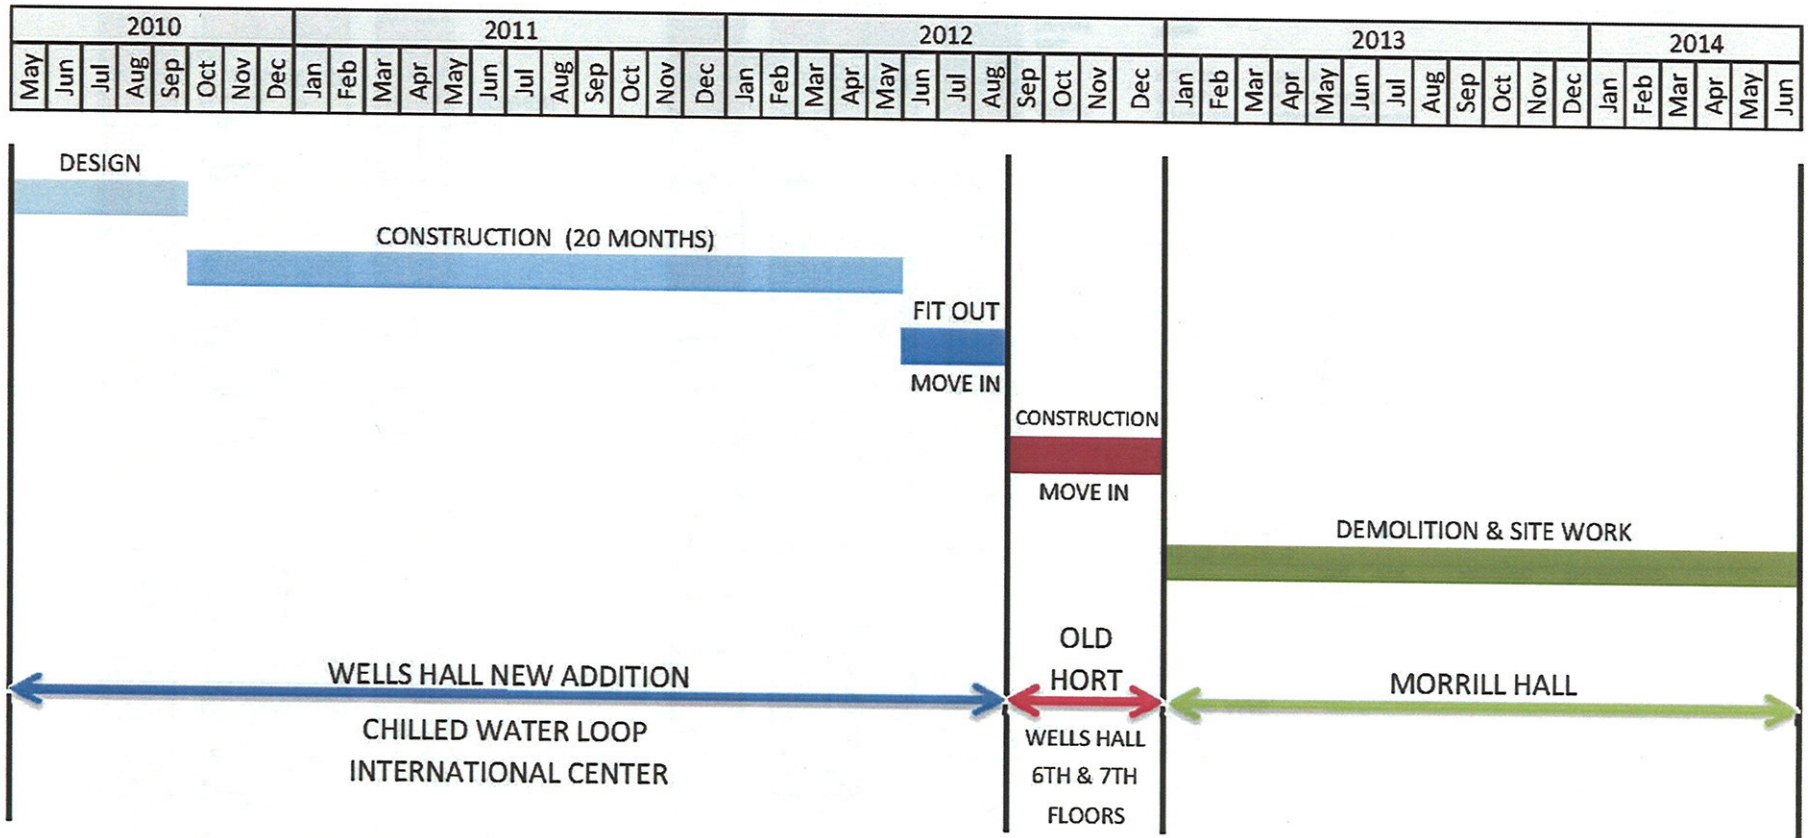 2010 2011 2012 2013 2014
May Jun Jul Aug Sep Oct Nov Dec Jan Feb Mar Apr May Jun Jul Aug Sep Oct Nov Dec Jan Feb Mar Apr May Jun Jul Aug Sep Oct Nov Dec Jan Feb Mar Apr May Jun Jul Aug Sep Oct Nov Dec Jan Feb Mar Apr May Jun
DESIGN
CONSTRUCTION (20 MONTHS)
FIT OUT
MOVE IN
CONSTRUCTION
MOVE IN
DEMOLITION & SITE WORK
WELLS HALL NEW ADDITION
CHILLED WATER LOOP
INTERNATIONAL CENTER
OLD
HORT
WELLS HALL
6TH & 7TH
FLOORS
MORRILL HALL